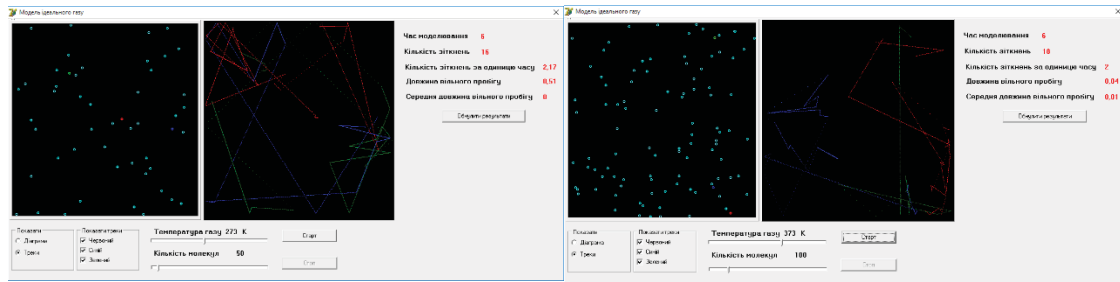 Модель ідеального газу
Час моделювання 6
Кількість зіткнень 15
Кількість зіткнень за одиницю часу 2,17
Довжина вільного пробігу 0,51
Середня довжина вільного пробігу 0
Обнулити результати
Показати
Діаграма
Треки
Показати треки
Червоний
Синій
Зелений
Температура газу 273 К
Кількість молекул 50
Старт
Стоп
Модель ідеального газу
Час моделювання 6
Кількість зіткнень 10
Кількість зіткнень за одиницю часу 2
Довжина вільного пробігу 0,04
Середня довжина вільного пробігу 0,01
Обнулити результати
Показати
Діаграма
Треки
Показати треки
Червоний
Синій
Зелений
Температура газу 373 К
Кількість молекул 100
Старт
Стоп